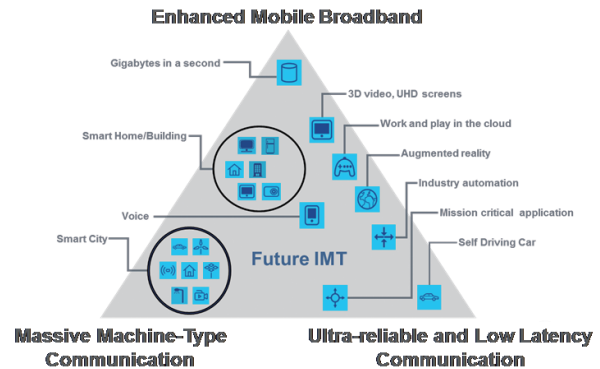 Enhanced Mobile Broadband
Gigabytes in a second
3D video, UHD screens
Smart Home/Building
Work and play in the cloud
Augmented reality
Industry automation
Voice
Mission critical application
Smart City
Self Driving Car
Future IMT
Massive Machine-Type
Communication
Ultra-reliable and Low Latency
Communication